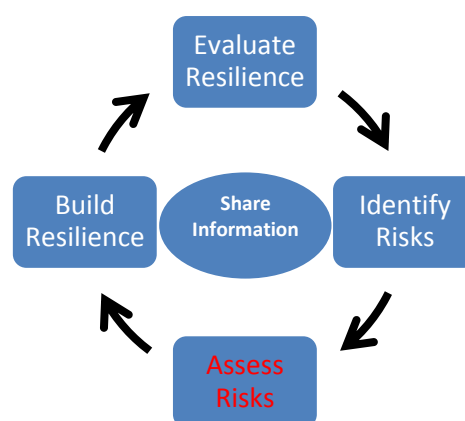 Evaluate
Resilience
Build
Resilience
Share
Information
Identify
Risks
Assess
Risks